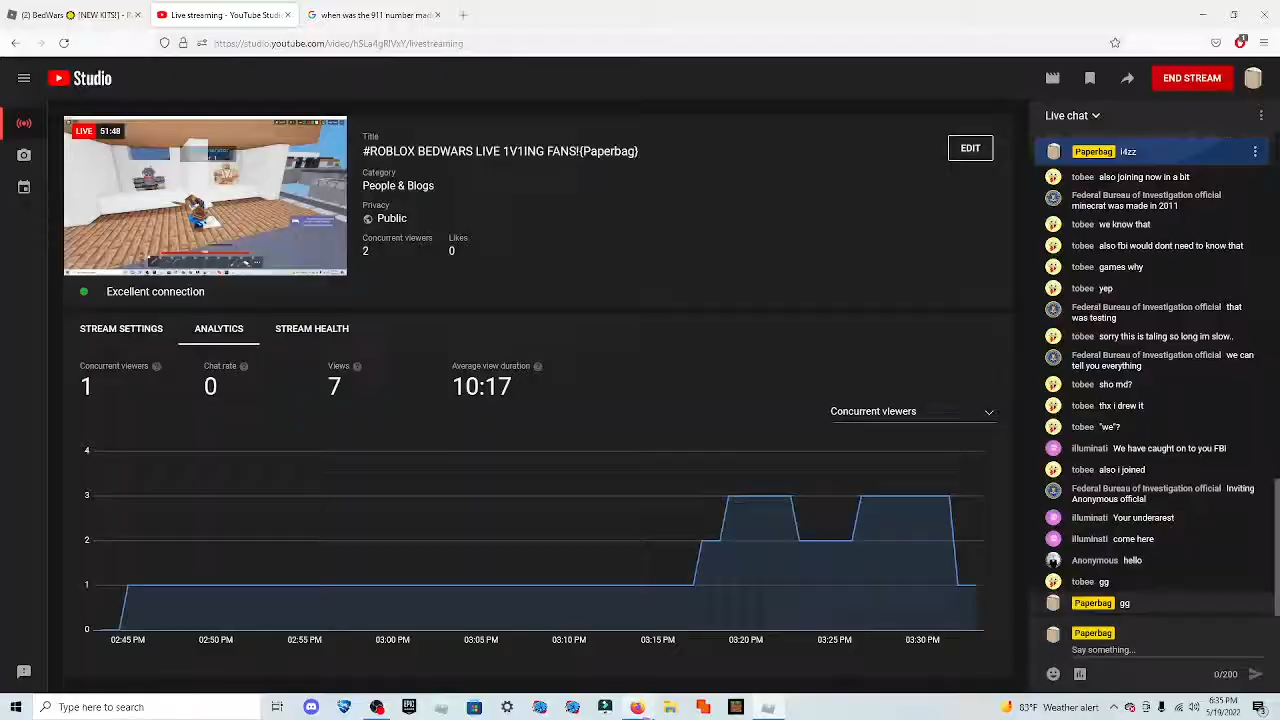 [2] BedWars [NEW KITS!] - R
Live streaming - YouTube Studi
when was the 911 number mad
https://studio.youtube.com/video/hSLa4gRlVxY/livestreaming
Studio
END STREAM
LIVE 51:48
Title
#ROBLOX BEDWARS LIVE 1V1ING FANS!{Paperbag}
EDIT
Category
People & Blogs
Privacy
Public
Concurrent viewers
2
Likes
0
Excellent connection
STREAM SETTINGS
ANALYTICS
STREAM HEALTH
Concurrent viewers
1
Chat rate
0
Views
7
Average view duration
10:17
Concurrent viewers
4
3
2
1
0
02:45 PM 02:50 PM 02:55 PM 03:00 PM 03:05 PM 03:10 PM 03:15 PM 03:20 PM 03:25 PM 03:30 PM
Live chat
Paperbag i4zz
tobee also joining now in a bit
Federal Bureau of Investigation official
minecrat was made in 2011
tobee we know that
tobee also fbi would dont need to know that
tobee games why
tobee yep
Federal Bureau of Investigation official that
was testing
tobee sorry this is taling so long im slow..
Federal Bureau of Investigation official we can
tell you everything
tobee sho md?
tobee thx i drew it
tobee "we"?
illuminati We have caught on to you FBI
tobee also i joined
Federal Bureau of Investigation official Inviting
Anonymous official
illuminati Your underarest
illuminati come here
Anonymous hello
tobee gg
Paperbag gg
Paperbag
Say something...
0/200
Type here to search
EPIC
83°F Weather alert
6:35 PM
5/19/2022